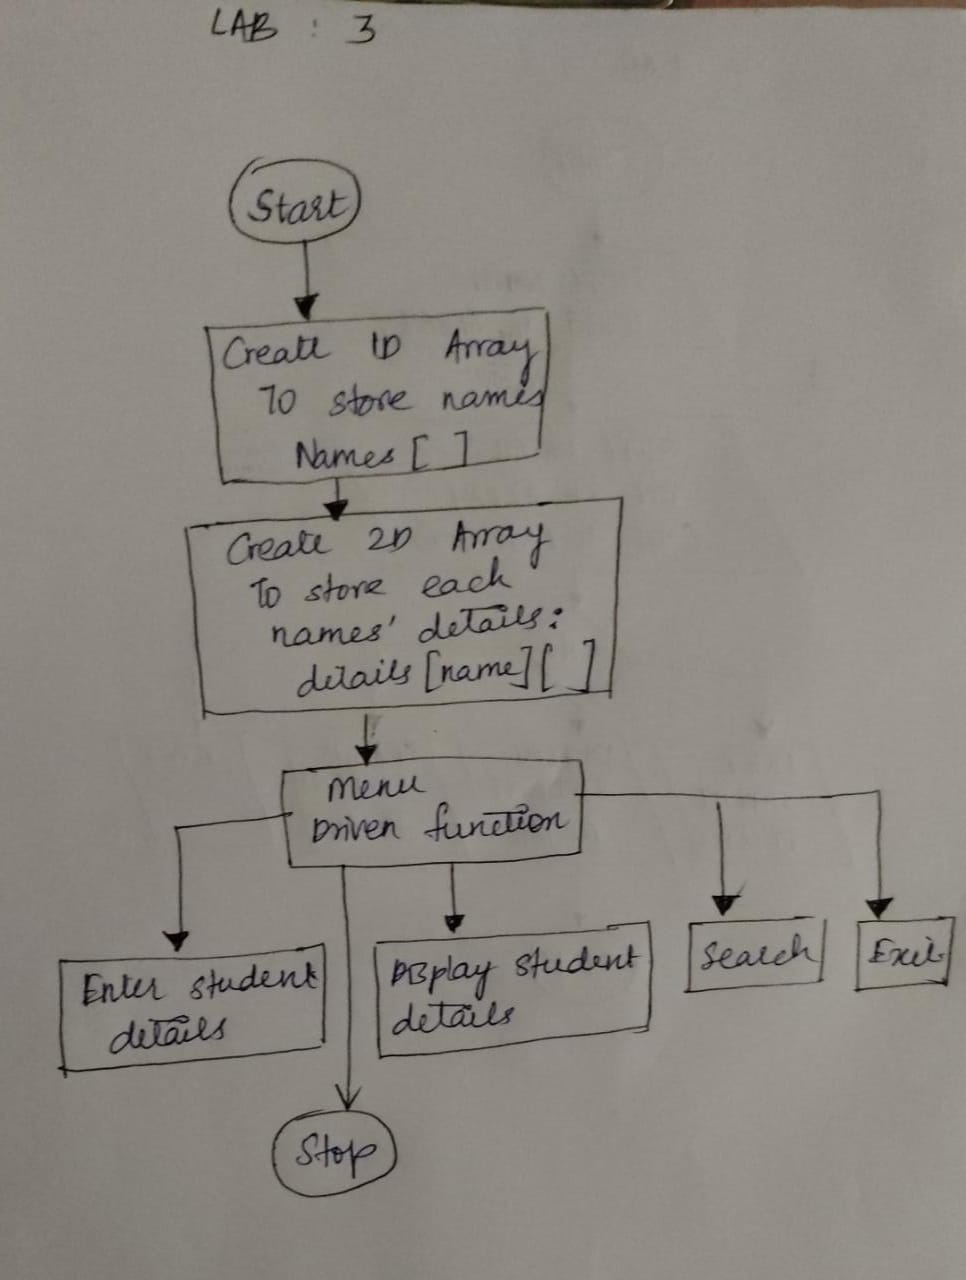 LAB : 3
Start
Create 1D Array
To store names
Names [ ]
Create 2D Array
To store each
names' details:
details [name][ ]
Menu
Driven function
Enter student
details
Display student
details
Search
Exit
Stop